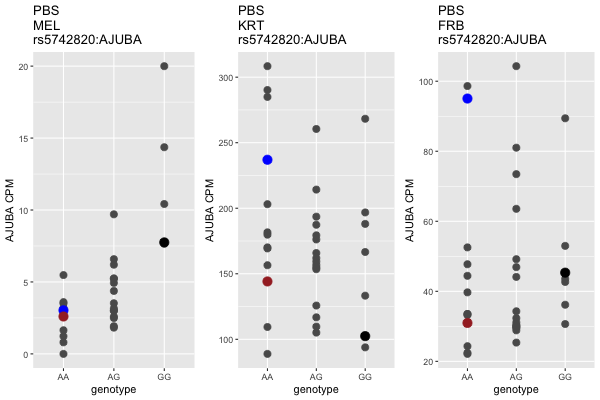 PBS
MEL
rs5742820:AJUBA
AJUBA CPM
20
15
10
5
0
AA
AG
GG
genotype
PBS
KRT
rs5742820:AJUBA
AJUBA CPM
300
250
200
150
100
AA
AG
GG
genotype
PBS
FRB
rs5742820:AJUBA
AJUBA CPM
100
80
60
40
20
AA
AG
GG
genotype